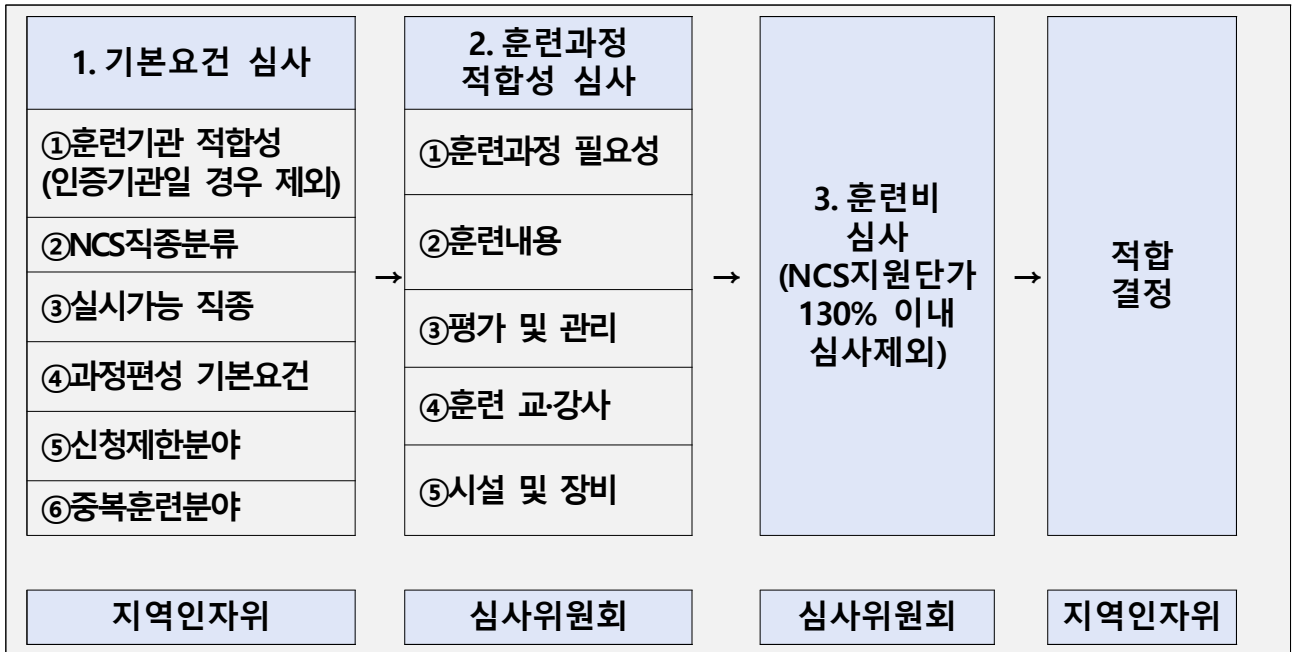 1. 기본요건 심사
①훈련기관 적합성
(인증기관일 경우 제외)
②NCS직종분류
③실시가능 직종
④과정편성 기본요건
⑤신청제한분야
⑥중복훈련분야
지역인자위
→
2. 훈련과정
적합성 심사
①훈련과정 필요성
②훈련내용
③평가 및 관리
④훈련 교·강사
⑤시설 및 장비
심사위원회
→
3. 훈련비
심사
(NCS지원단가
130% 이내
심사제외)
심사위원회
→
적합
결정
지역인자위